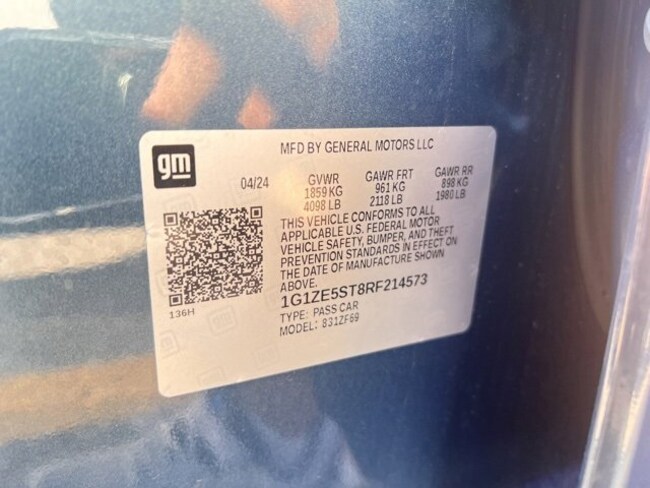 gm
MFD BY GENERAL MOTORS LLC
04/24 GVWR GAWR FRT GAWR RR
1859 KG 961 KG 898 KG
4098 LB 2118 LB 1980 LB
THIS VEHICLE CONFORMS TO ALL
APPLICABLE U.S. FEDERAL MOTOR
VEHICLE SAFETY, BUMPER, AND THEFT
PREVENTION STANDARDS IN EFFECT ON
THE DATE OF MANUFACTURE SHOWN
ABOVE.
1G1ZE5ST8RF214573
TYPE: PASS CAR
MODEL: 831ZF69
136H